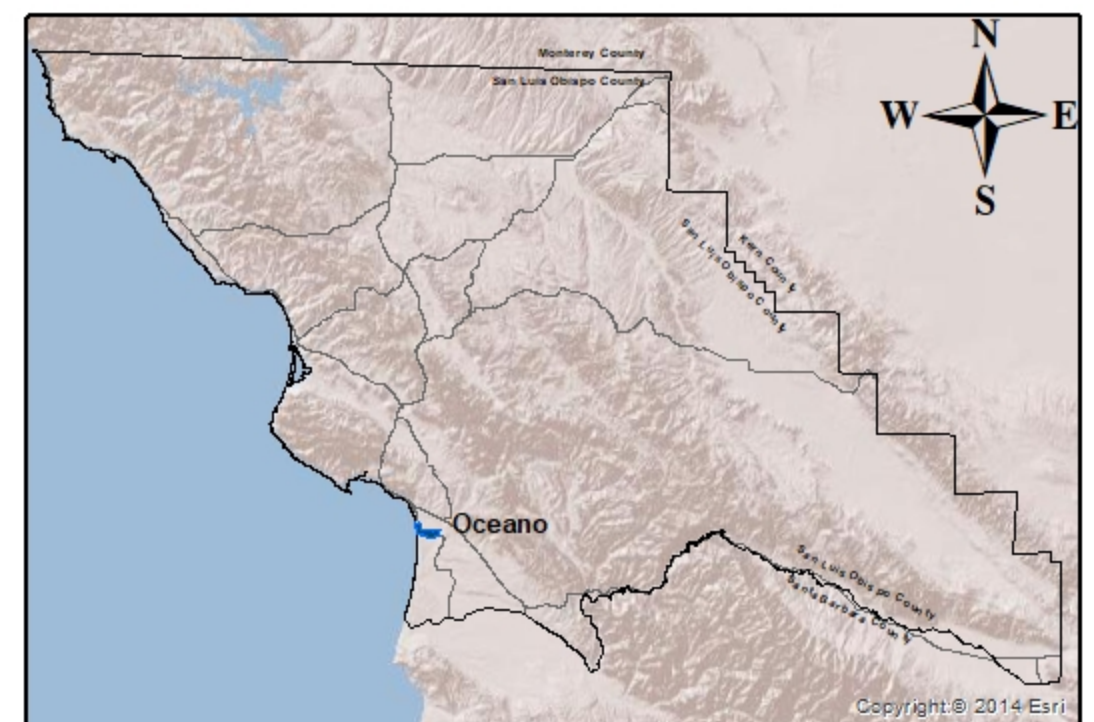 N
Monterey County
San Luis Obispo County
W
E
S
Kern County
San Luis Obispo County
Oceano
San Luis Obispo County
Santa Barbara County
Copyright:© 2014 Esri